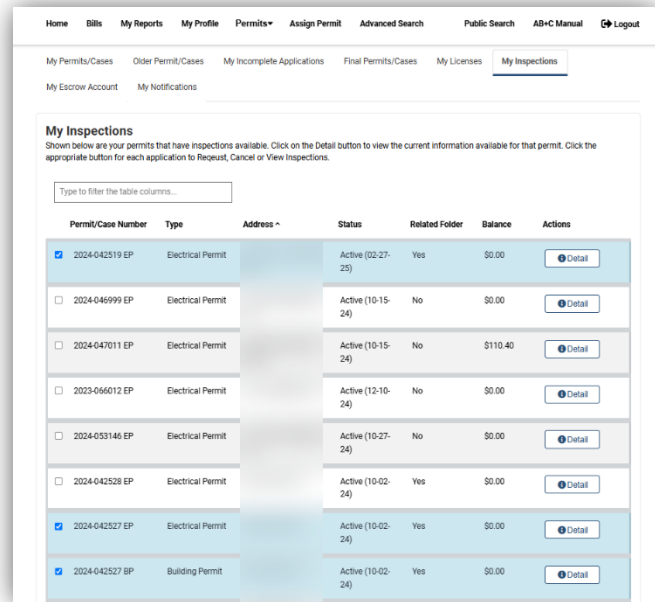 Home Bills My Reports My Profile Permits▾ Assign Permit Advanced Search Public Search AB+C Manual Logout
My Permits/Cases Older Permit/Cases My Incomplete Applications Final Permits/Cases My Licenses My Inspections
My Escrow Account My Notifications
My Inspections
Shown below are your permits that have inspections available. Click on the Detail button to view the current information available for that permit. Click the
appropriate button for each application to Reqeust, Cancel or View Inspections.
Type to filter the table columns...
Permit/Case Number Type Address ^ Status Related Folder Balance Actions
2024-042519 EP Electrical Permit Active (02-27- Yes $0.00 Detail
25)
2024-046999 EP Electrical Permit Active (10-15- No $0.00 Detail
24)
2024-047011 EP Electrical Permit Active (10-15- No $110.40 Detail
24)
2023-066012 EP Electrical Permit Active (12-10- No $0.00 Detail
24)
2024-053146 EP Electrical Permit Active (10-27- No $0.00 Detail
24)
2024-042528 EP Electrical Permit Active (10-02- Yes $0.00 Detail
24)
2024-042527 EP Electrical Permit Active (10-02- Yes $0.00 Detail
24)
2024-042527 BP Building Permit Active (10-02- Yes $0.00 Detail
24)